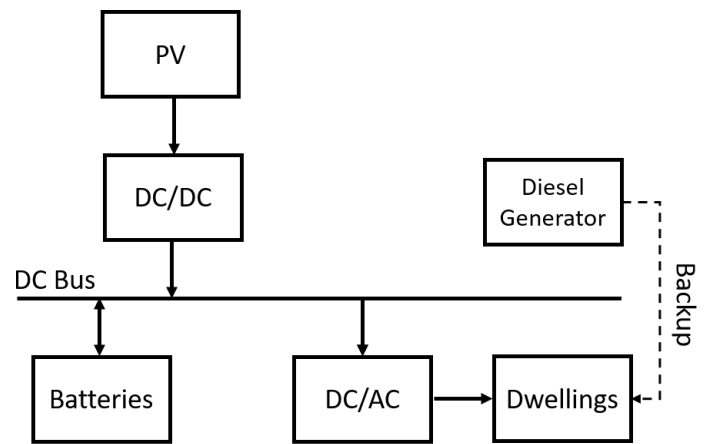 PV
DC/DC
Diesel
Generator
DC Bus
Backup
Batteries
DC/AC
Dwellings